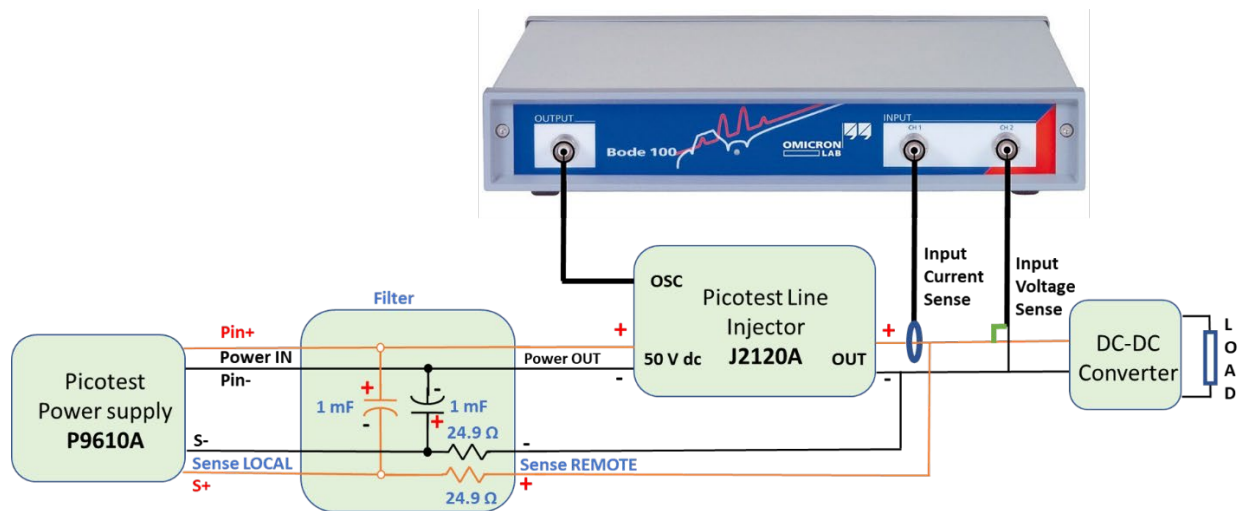 OUTPUT
Bode 100
OMICRON
LAB
INPUT
CH 1
CH 2
Filter
OSC
Picotest Line
Injector
J2120A
50 V dc
OUT
Input
Current
Sense
Input
Voltage
Sense
Pin+
Power IN
Pin-
Power OUT
+
-
+
-
Picotest
Power supply
P9610A
+
1 mF
-
-
1 mF
+
24.9 Ω
S-
Sense LOCAL
S+
-
Sense REMOTE
+
24.9 Ω
DC-DC
Converter
L
O
A
D